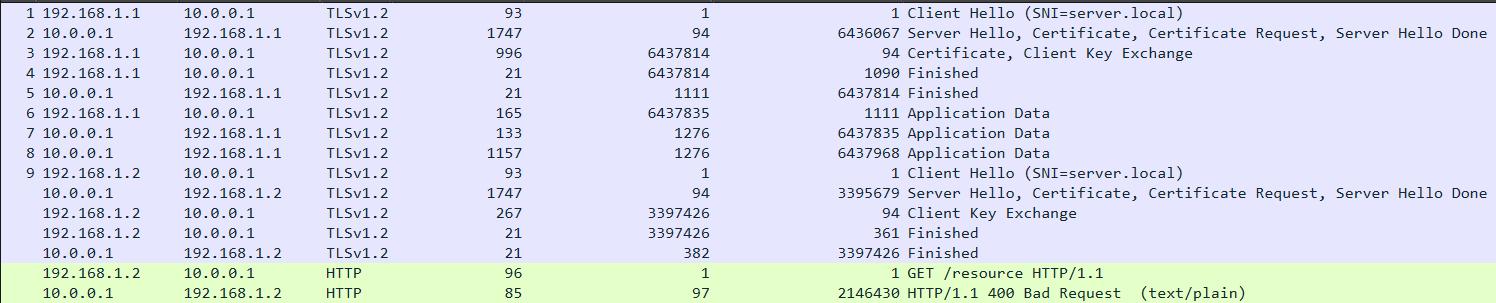 1 192.168.1.1 10.0.0.1 TLSv1.2 93 1 1 Client Hello (SNI=server.local)
2 10.0.0.1 192.168.1.1 TLSv1.2 1747 94 6436067 Server Hello, Certificate, Certificate Request, Server Hello Done
3 192.168.1.1 10.0.0.1 TLSv1.2 996 6437814 94 Certificate, Client Key Exchange
4 192.168.1.1 10.0.0.1 TLSv1.2 21 6437814 1090 Finished
5 10.0.0.1 192.168.1.1 TLSv1.2 21 1111 6437814 Finished
6 192.168.1.1 10.0.0.1 TLSv1.2 165 6437835 1111 Application Data
7 10.0.0.1 192.168.1.1 TLSv1.2 133 1276 6437835 Application Data
8 10.0.0.1 192.168.1.1 TLSv1.2 1157 1276 6437968 Application Data
9 192.168.1.2 10.0.0.1 TLSv1.2 93 1 1 Client Hello (SNI=server.local)
10.0.0.1 192.168.1.2 TLSv1.2 1747 94 3395679 Server Hello, Certificate, Certificate Request, Server Hello Done
192.168.1.2 10.0.0.1 TLSv1.2 267 3397426 94 Client Key Exchange
192.168.1.2 10.0.0.1 TLSv1.2 21 3397426 361 Finished
10.0.0.1 192.168.1.2 TLSv1.2 21 382 3397426 Finished
192.168.1.2 10.0.0.1 HTTP 96 1 1 GET /resource HTTP/1.1
10.0.0.1 192.168.1.2 HTTP 85 97 2146430 HTTP/1.1 400 Bad Request (text/plain)